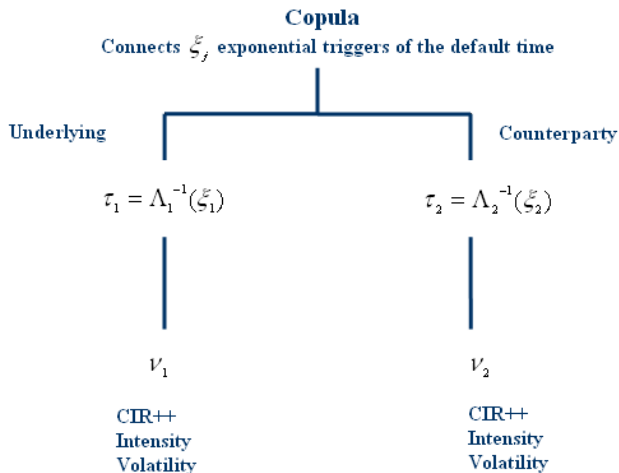 Copula
Connects ξ_j exponential triggers of the default time
Underlying
Counterparty
τ₁ = Λ₁⁻¹(ξ₁)
τ₂ = Λ₂⁻¹(ξ₂)
ν₁
ν₂
CIR++
Intensity
Volatility
CIR++
Intensity
Volatility